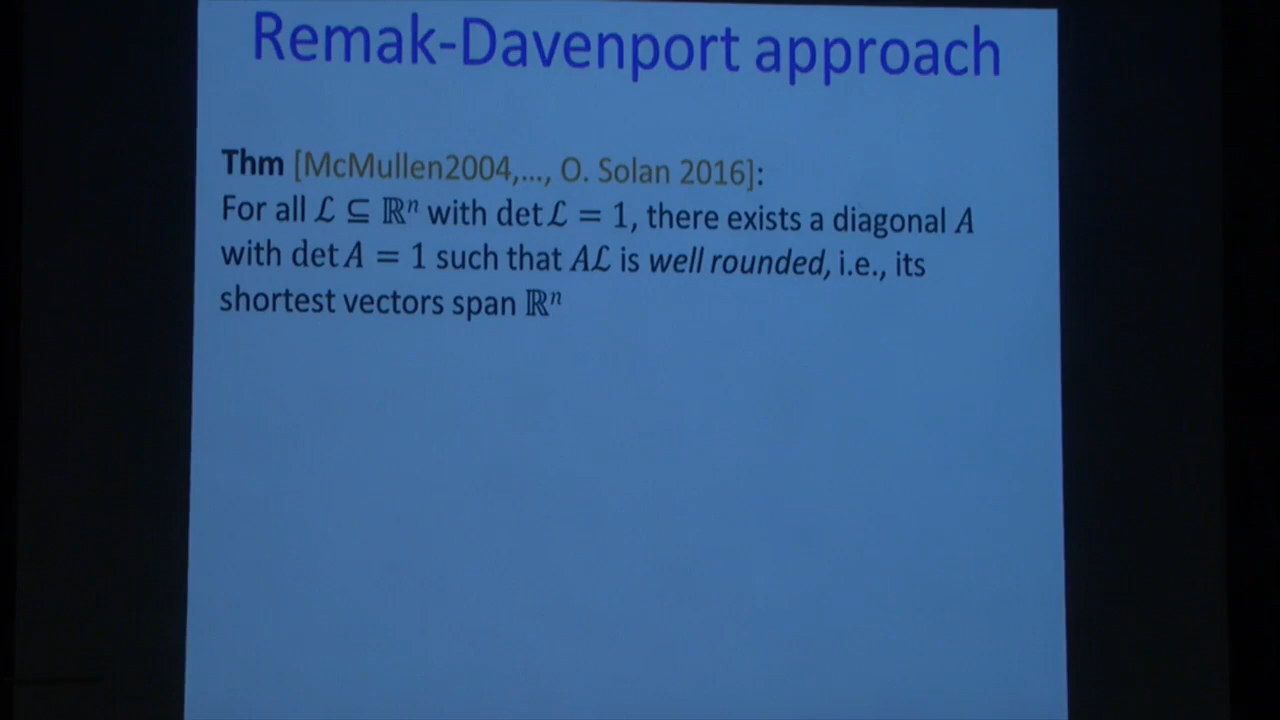 Remak-Davenport approach
Thm [McMullen2004,..., O. Solan 2016]:
For all ℒ ⊆ ℝⁿ with det ℒ = 1, there exists a diagonal A
with det A = 1 such that Aℒ is well rounded, i.e., its
shortest vectors span ℝⁿ